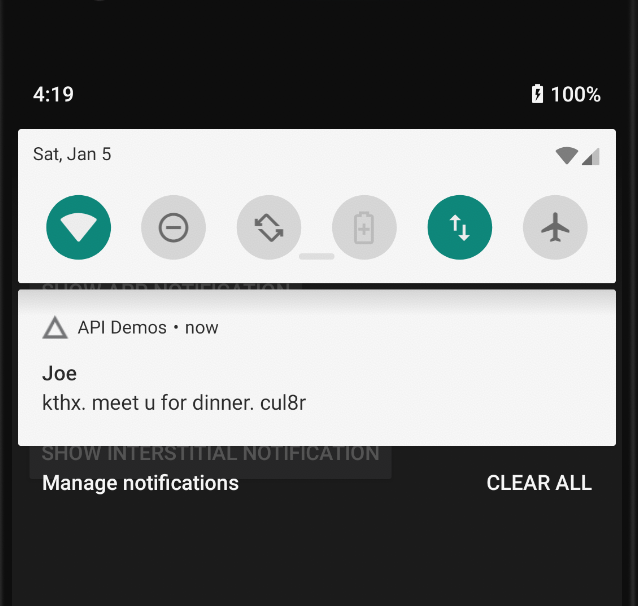 4:19 100%
Sat, Jan 5
SHOW APP NOTIFICATION
API Demos • now
Joe
kthx. meet u for dinner. cul8r
SHOW INTERSTITIAL NOTIFICATION
Manage notifications CLEAR ALL